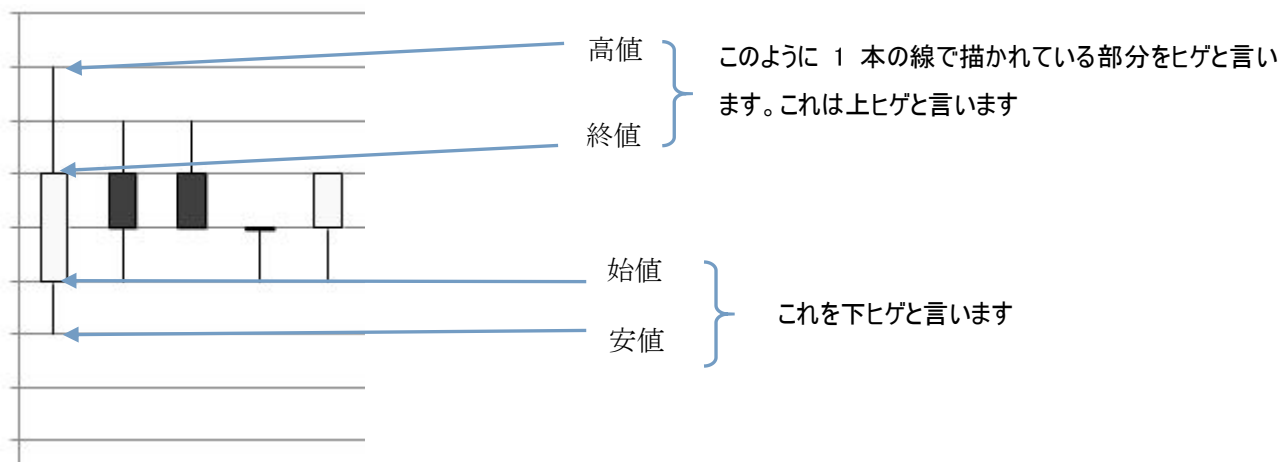 高値
このように 1 本の線で描かれている部分をヒゲと言い
ます。これは上ヒゲと言います
終値
始値
これを下ヒゲと言います
安値